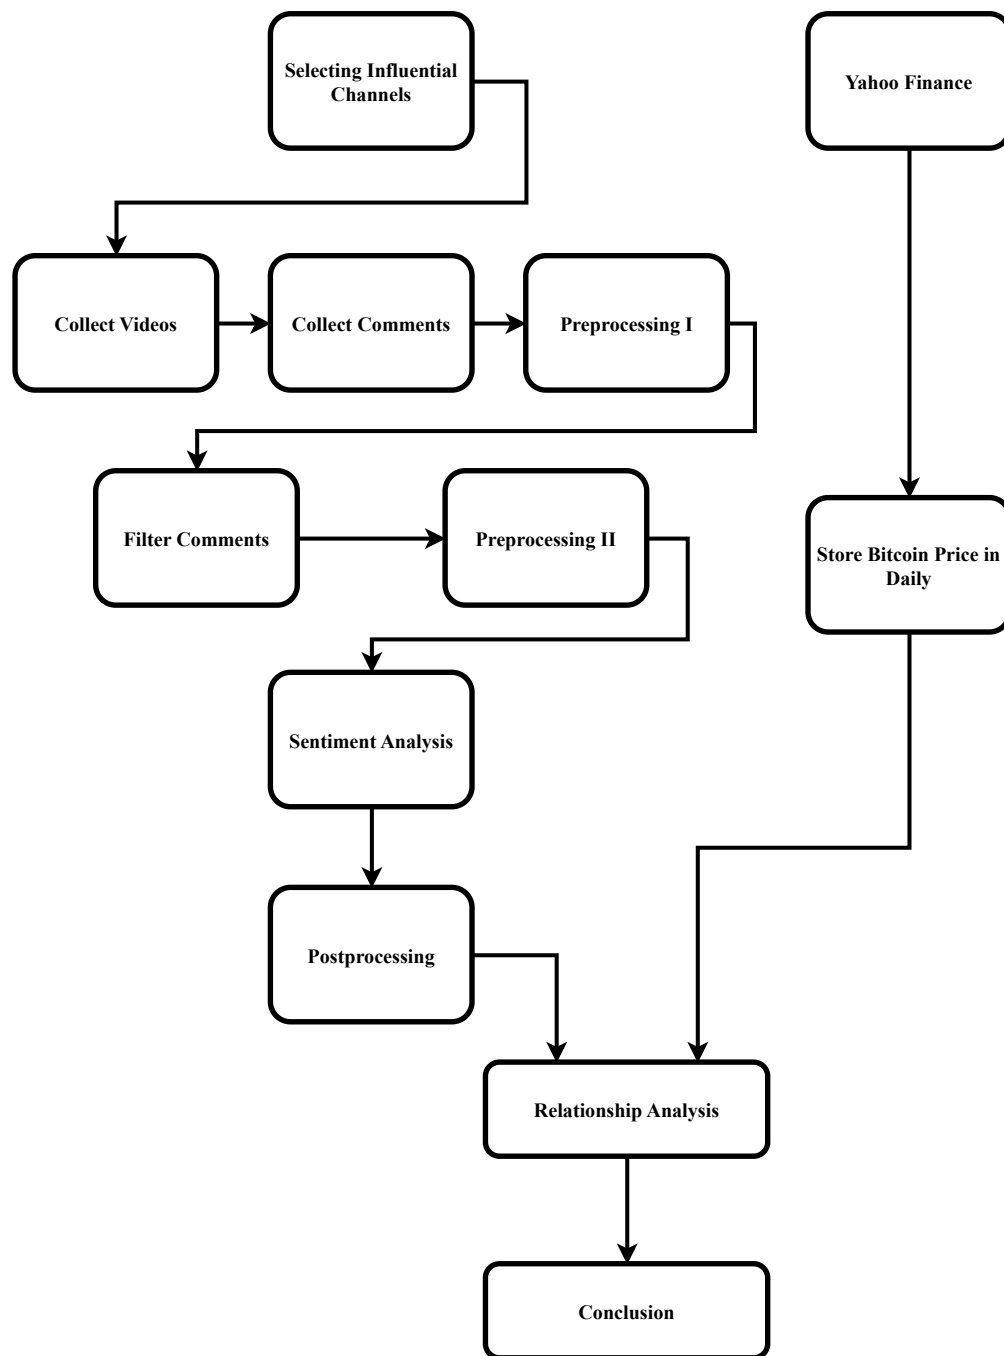 Selecting Influential
Channels
Yahoo Finance
Collect Videos
Collect Comments
Preprocessing I
Filter Comments
Preprocessing II
Store Bitcoin Price in
Daily
Sentiment Analysis
Postprocessing
Relationship Analysis
Conclusion